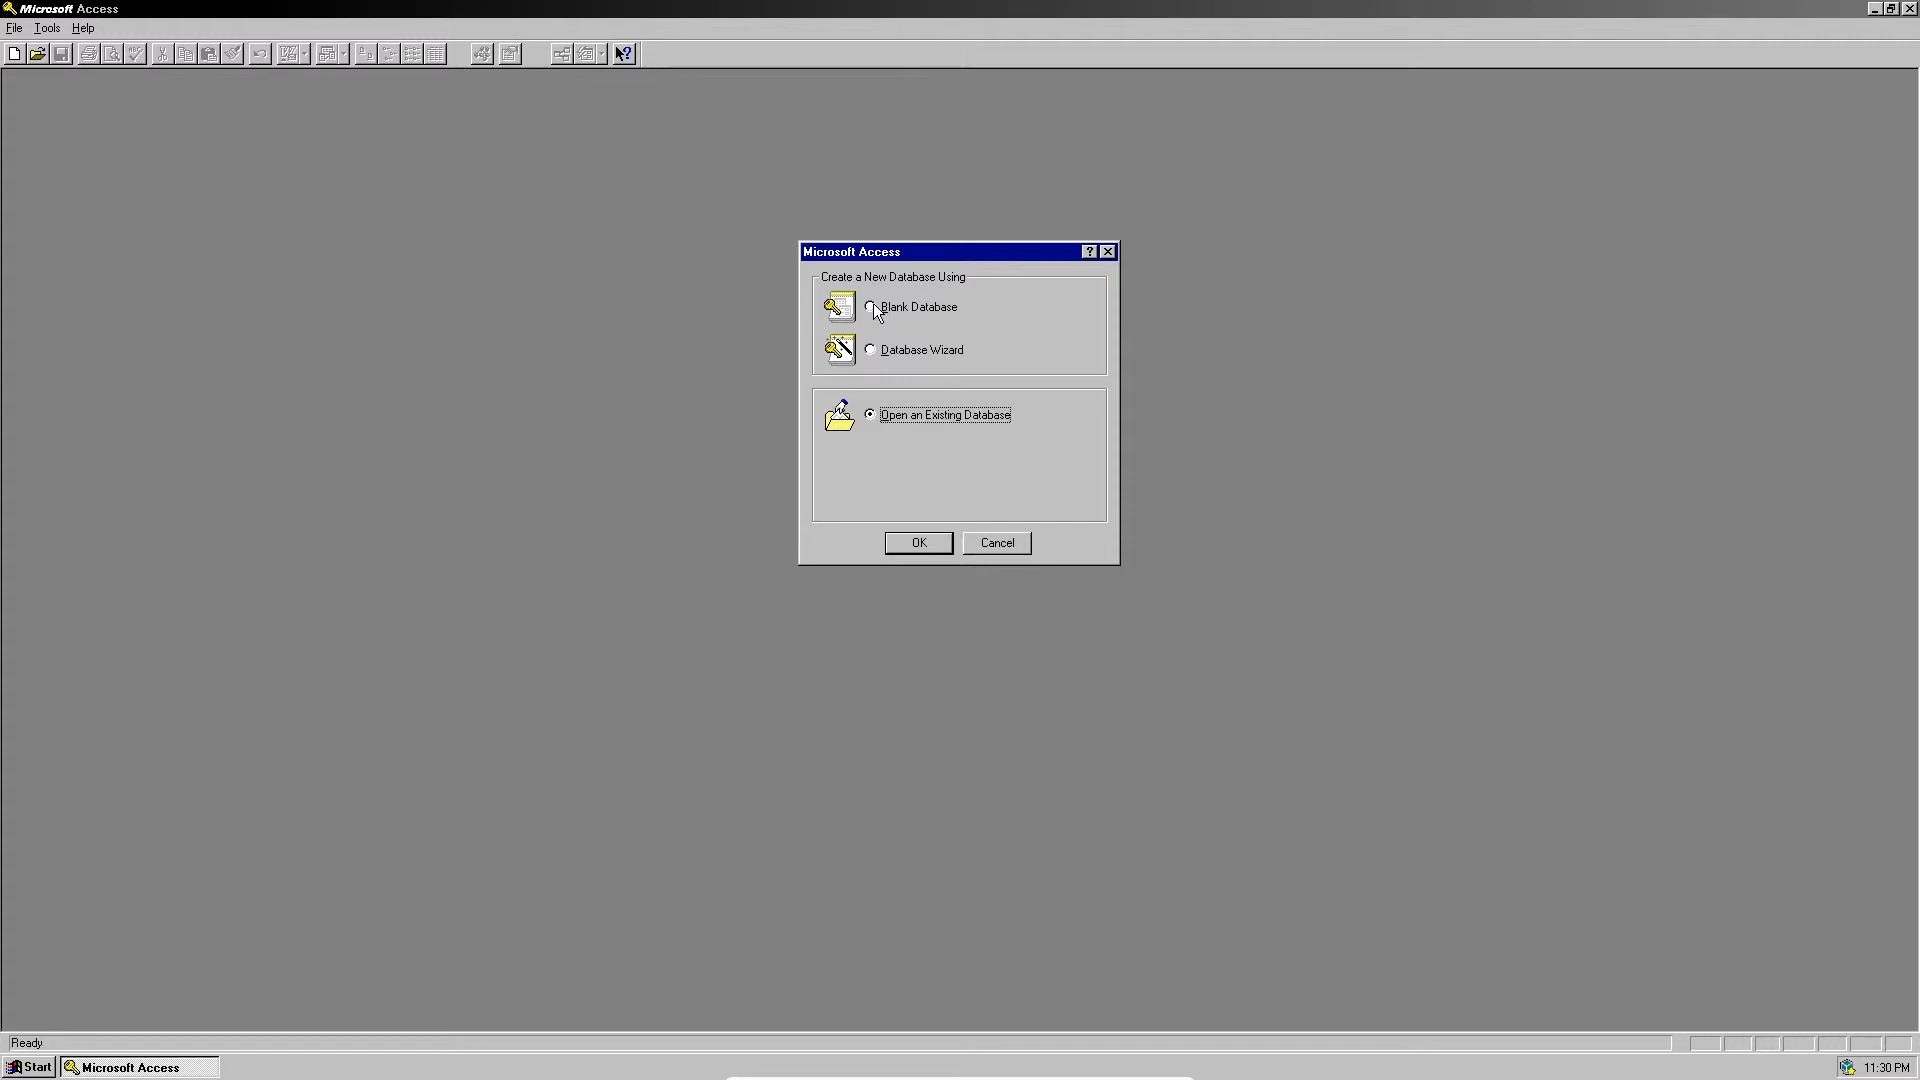 Microsoft Access
File Tools Help
Microsoft Access
Create a New Database Using
Blank Database
Database Wizard
Open an Existing Database
OK Cancel
Ready
Start Microsoft Access 11:30 PM